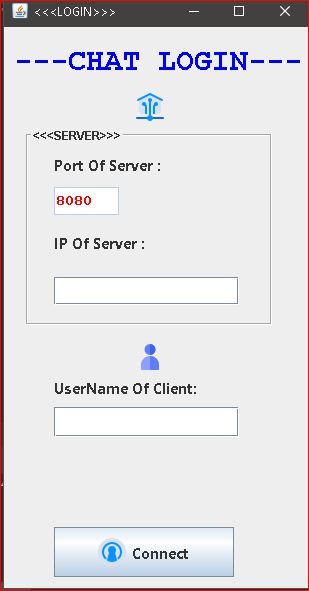 <<<LOGIN>>>
---CHAT LOGIN---
<<<SERVER>>>
Port Of Server :
8080
IP Of Server :
UserName Of Client:
Connect